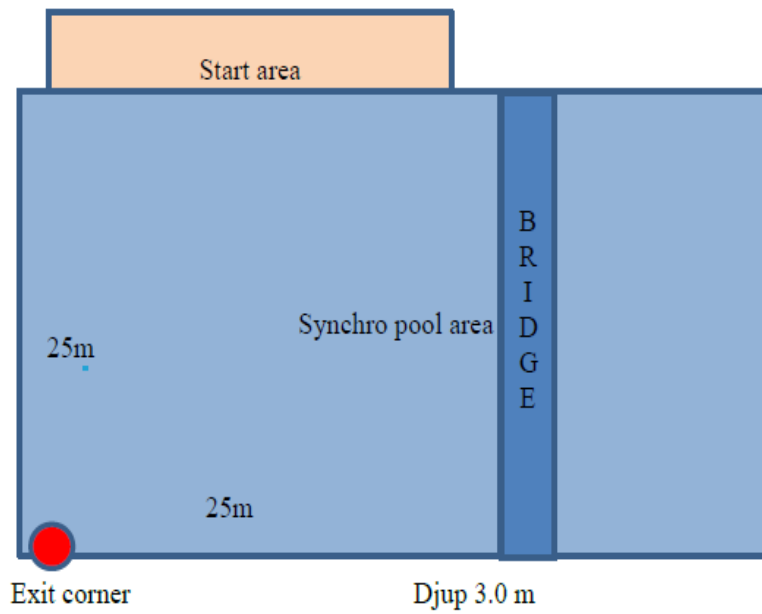 Start area
B
R
I
D
G
E
Synchro pool area
25m
25m
Exit corner
Djup 3.0 m